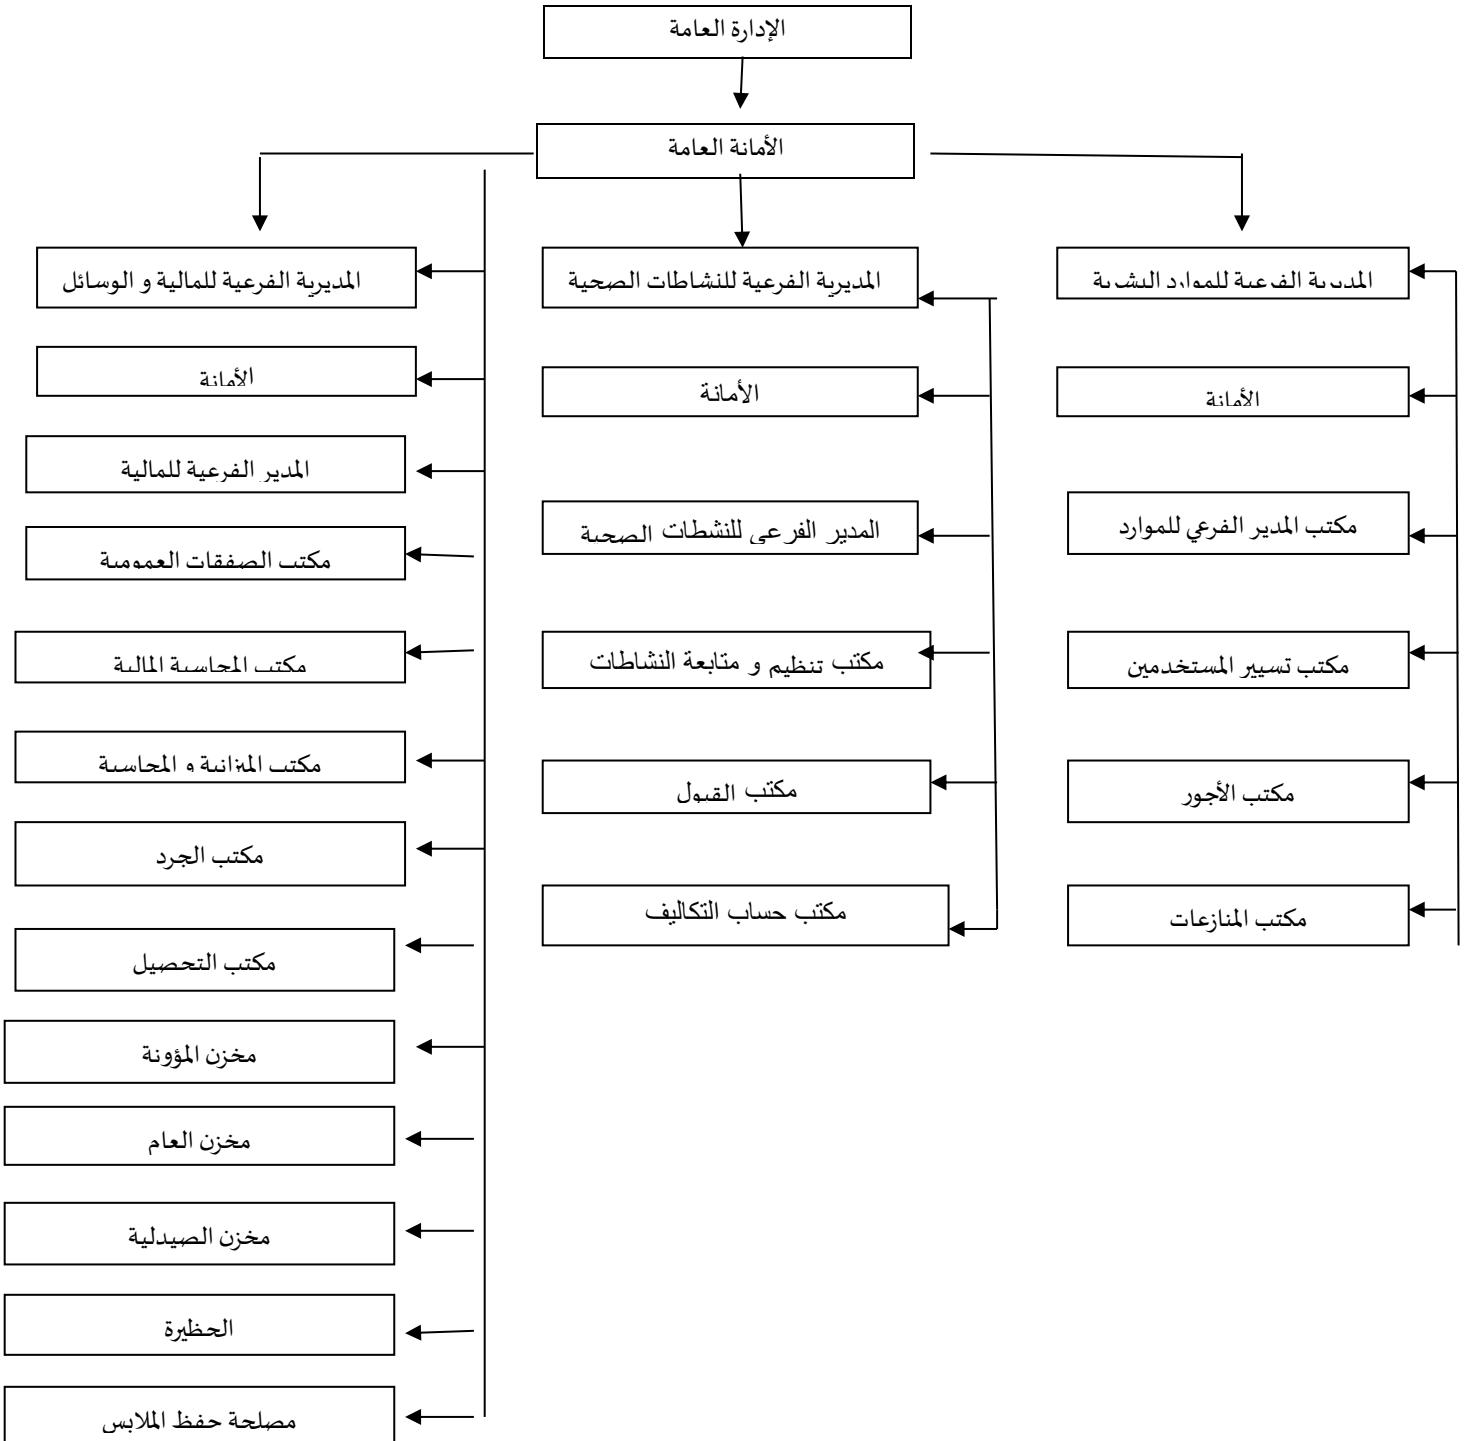 الإدارة العامة
الأمانة العامة
المديرية الفرعية للموارد البشرية
الأمانة
مكتب المدير الفرعي للموارد
مكتب تسيير المستخدمين
مكتب الأجور
مكتب المنازعات
المديرية الفرعية للنشاطات الصحية
الأمانة
المدير الفرعي للنشطات الصحية
مكتب تنظيم و متابعة النشاطات
مكتب القبول
مكتب حساب التكاليف
المديرية الفرعية للمالية و الوسائل
الأمانة
المدير الفرعية للمالية
مكتب الصفقات العمومية
مكتب المحاسبة المالية
مكتب الميزانية و المحاسبة
مكتب الجرد
مكتب التحصيل
مخزن المؤونة
مخزن العام
مخزن الصيدلية
الحظيرة
مصلحة حفظ الملابس